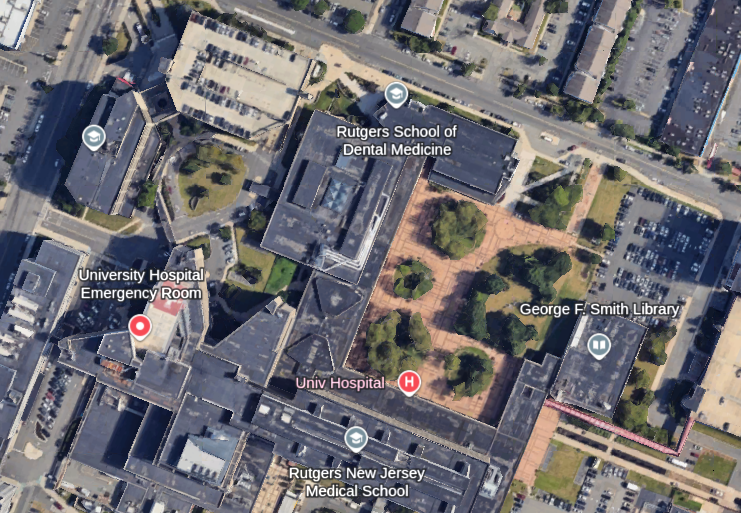 Rutgers School of
Dental Medicine
University Hospital
Emergency Room
George F. Smith Library
H
Univ Hospital
Rutgers New Jersey
Medical School